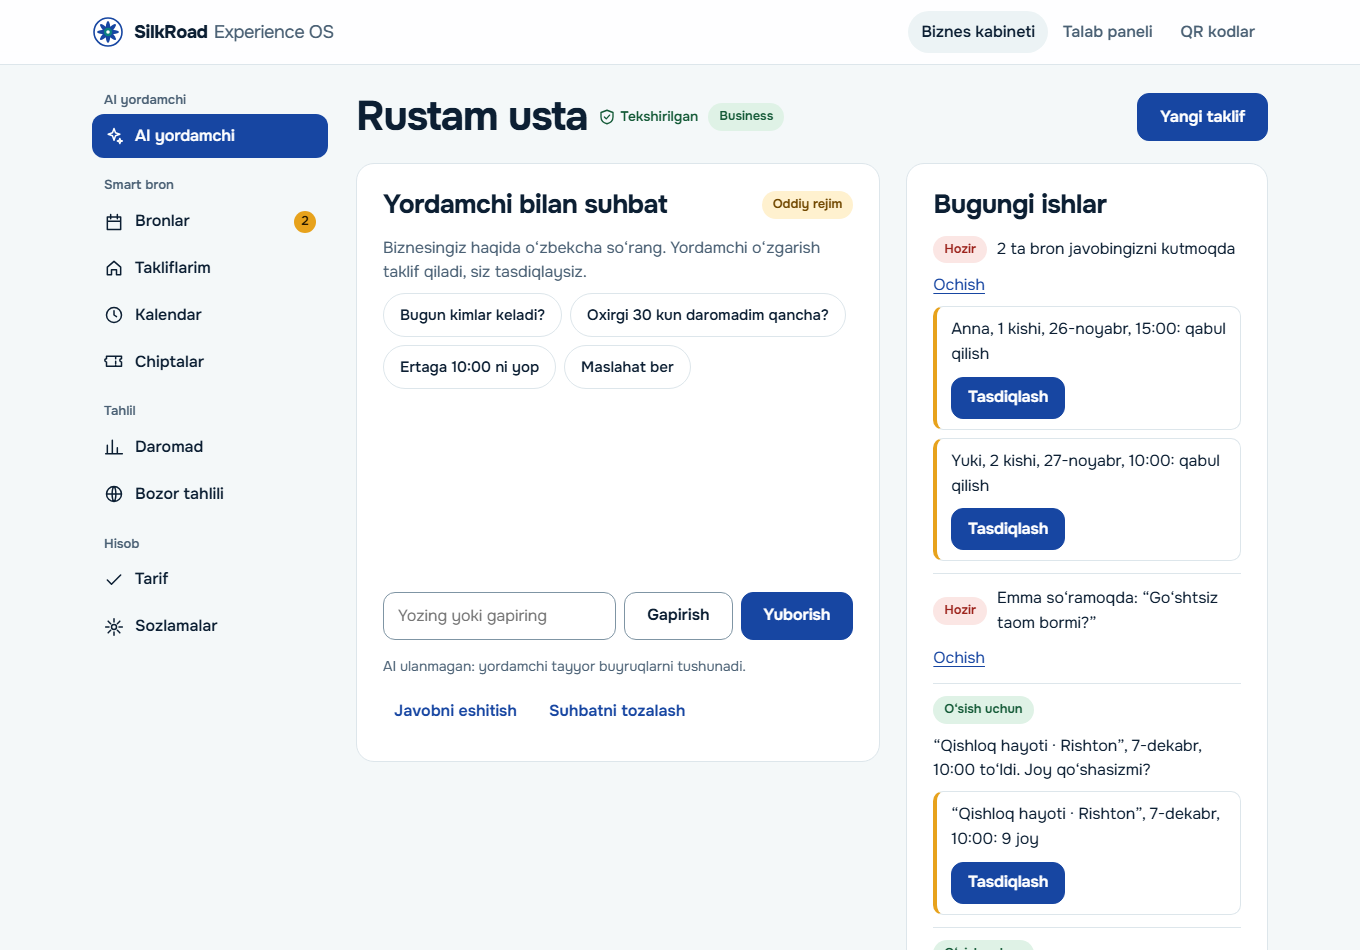 SilkRoad Experience OS
Biznes kabineti
Talab paneli
QR kodlar
AI yordamchi
AI yordamchi
Smart bron
Bronlar
2
Takliflarim
Kalendar
Chiptalar
Tahlil
Daromad
Bozor tahlili
Hisob
Tarif
Sozlamalar
Rustam usta
Tekshirilgan
Business
Yangi taklif
Yordamchi bilan suhbat
Oddiy rejim
Biznesingiz haqida oʻzbekcha soʻrang. Yordamchi oʻzgarish
taklif qiladi, siz tasdiqlaysiz.
Bugun kimlar keladi?
Oxirgi 30 kun daromadim qancha?
Ertaga 10:00 ni yop
Maslahat ber
Yozing yoki gapiring
Gapirish
Yuborish
AI ulanmagan: yordamchi tayyor buyruqlarni tushunadi.
Javobni eshitish
Suhbatni tozalash
Bugungi ishlar
Hozir
2 ta bron javobingizni kutmoqda
Ochish
Anna, 1 kishi, 26-noyabr, 15:00: qabul
qilish
Tasdiqlash
Yuki, 2 kishi, 27-noyabr, 10:00: qabul
qilish
Tasdiqlash
Hozir
Emma soʻramoqda: “Goʻshtsiz
taom bormi?”
Ochish
Oʻsish uchun
“Qishloq hayoti · Rishton”, 7-dekabr,
10:00 toʻldi. Joy qoʻshasizmi?
“Qishloq hayoti · Rishton”, 7-dekabr,
10:00: 9 joy
Tasdiqlash